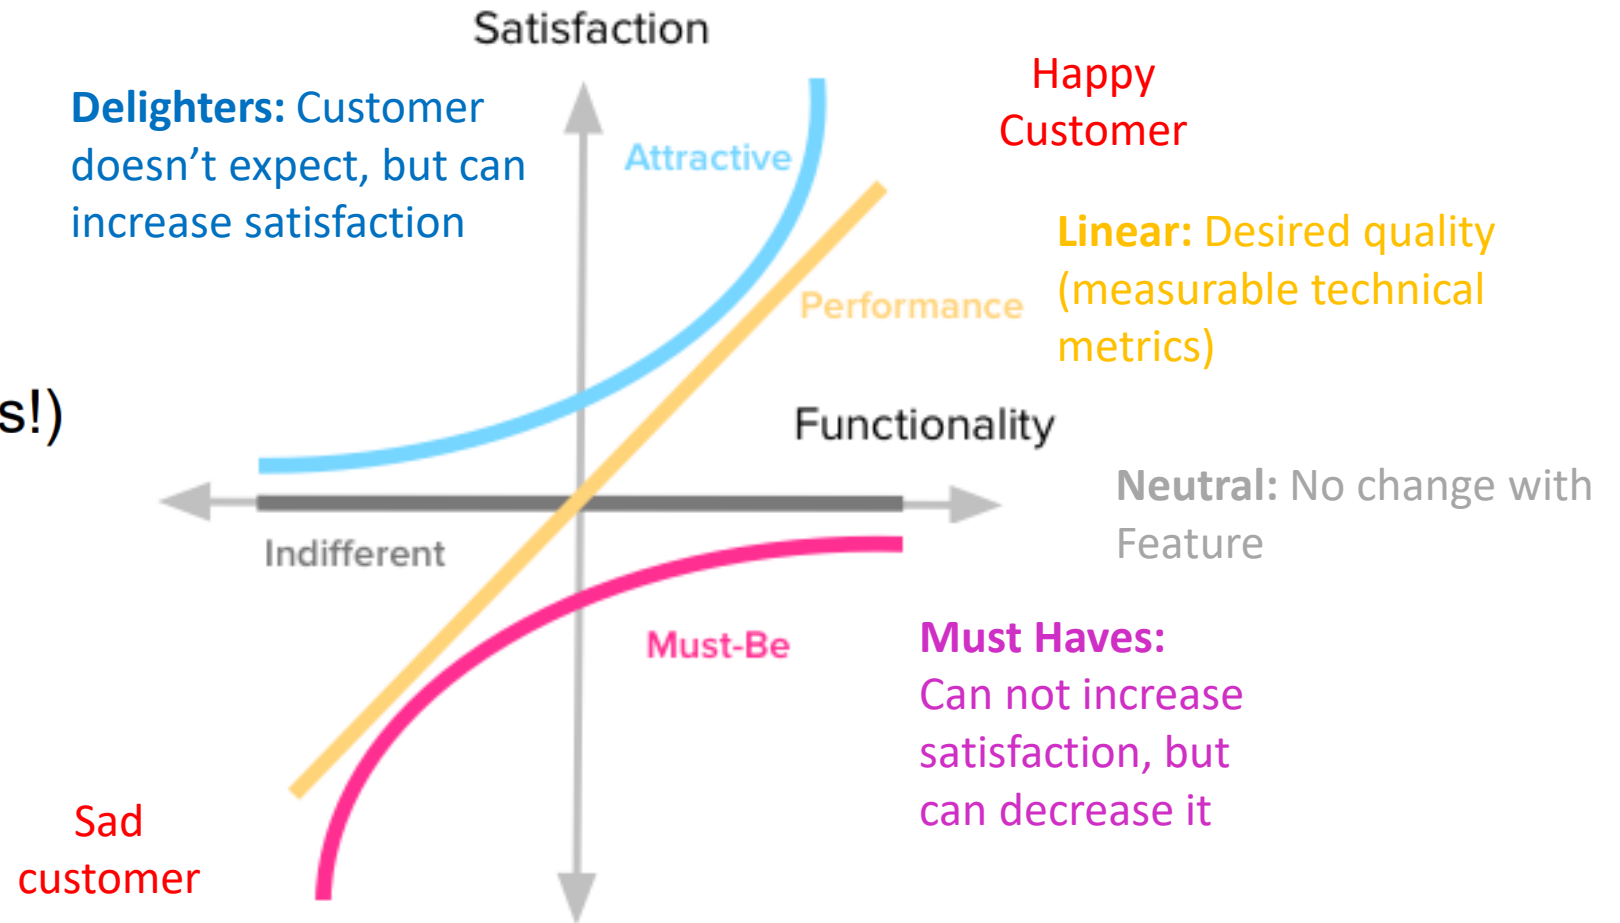 Satisfaction
Happy
Customer
Delighters: Customer
doesn’t expect, but can
increase satisfaction
Attractive
Linear: Desired quality
(measurable technical
metrics)
Performance
s!)
Functionality
Neutral: No change with
Feature
Indifferent
Must-Be
Must Haves:
Can not increase
satisfaction, but
can decrease it
Sad
customer